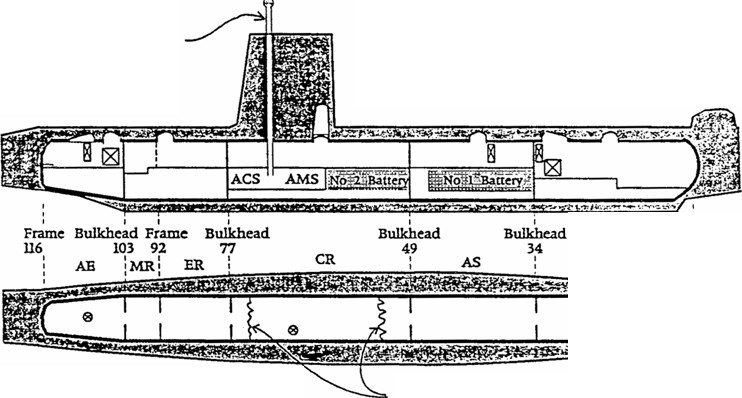 ACS AMS No. 2 Battery No. 1 Battery
Frame Bulkhead Frame Bulkhead Bulkhead Bulkhead
116 103 92 77 49 34
AE MR ER CR AS